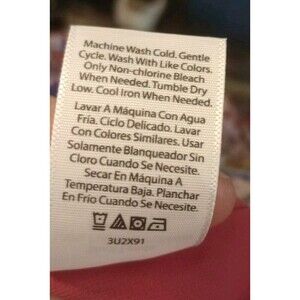 Machine Wash Cold. Gentle
Cycle. Wash With Like Colors.
Only Non-chlorine Bleach
When Needed. Tumble Dry
Low. Cool Iron When Needed.
Lavar A Máquina Con Agua
Fría. Ciclo Delicado. Lavar
Con Colores Similares. Usar
Solamente Blanqueador Sin
Cloro Cuando Se Necesite.
Secar En Máquina A
Temperatura Baja. Planchar
En Frío Cuando Se Necesite.
3U2X91